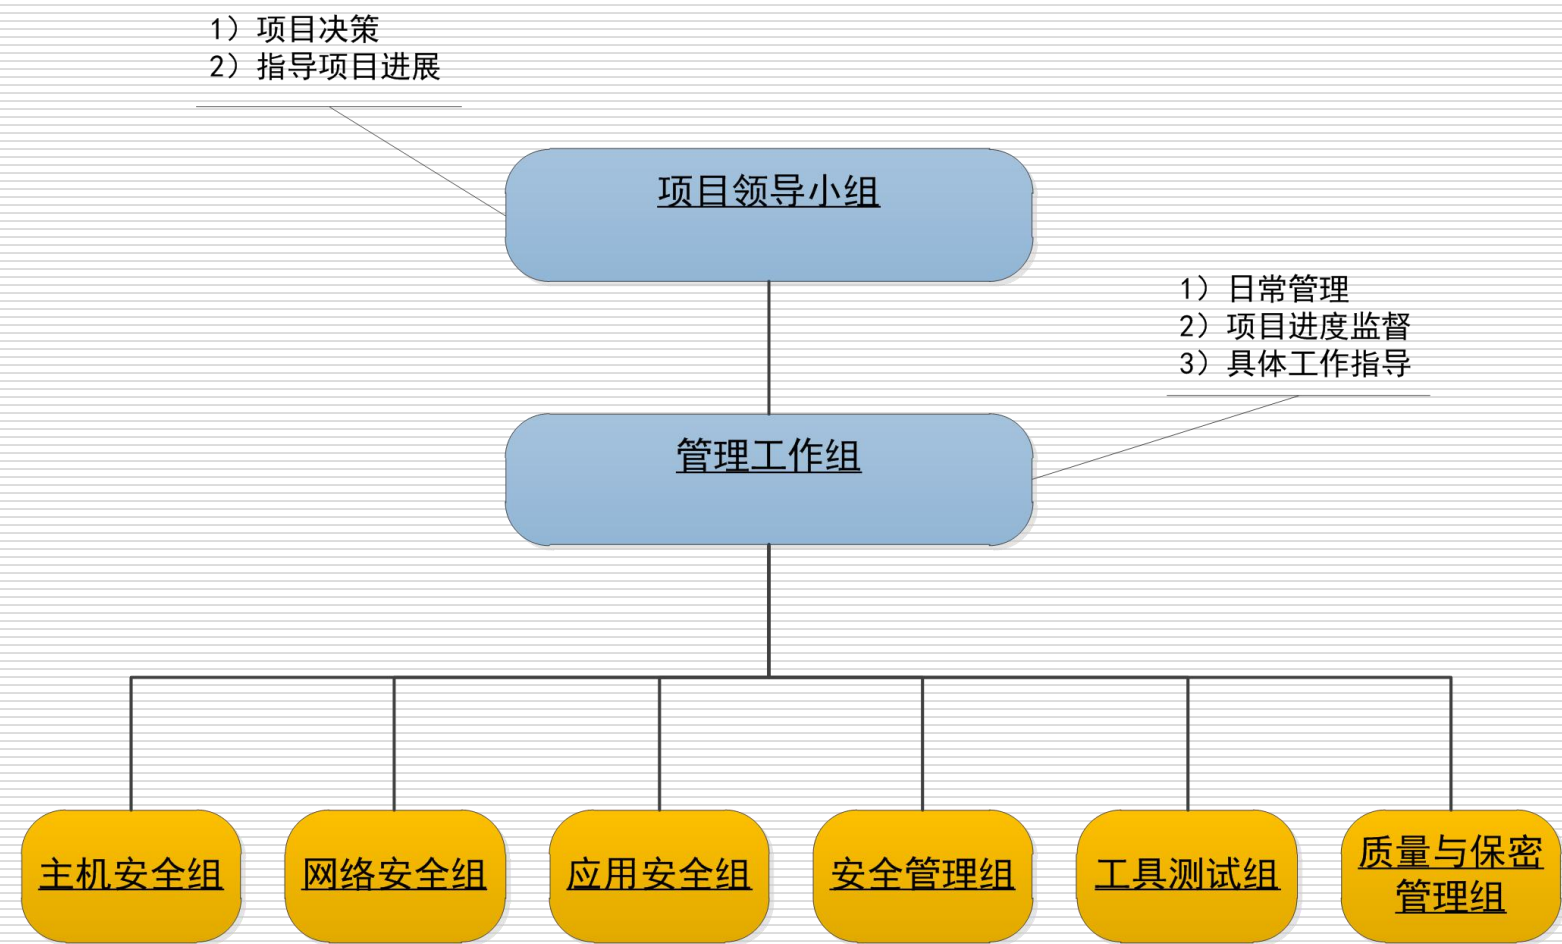 1）项目决策
2）指导项目进展
项目领导小组
1）日常管理
2）项目进度监督
3）具体工作指导
管理工作组
主机安全组
网络安全组
应用安全组
安全管理组
工具测试组
质量与保密
管理组